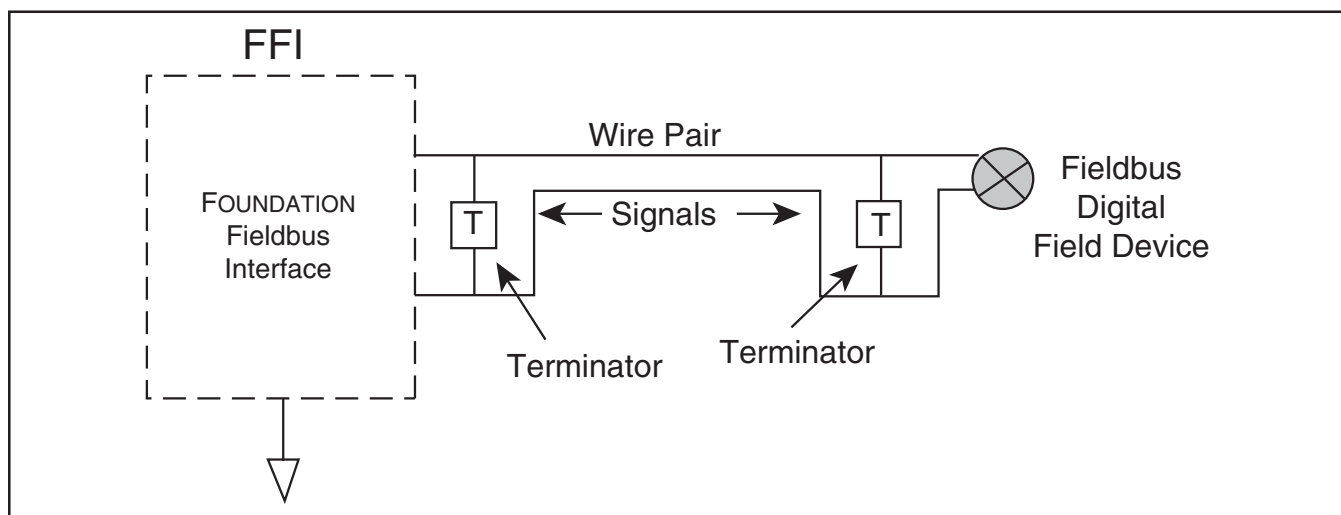 FFI
FOUNDATION
Fieldbus
Interface
Wire Pair
T
Signals
T
Terminator
Terminator
Fieldbus
Digital
Field Device